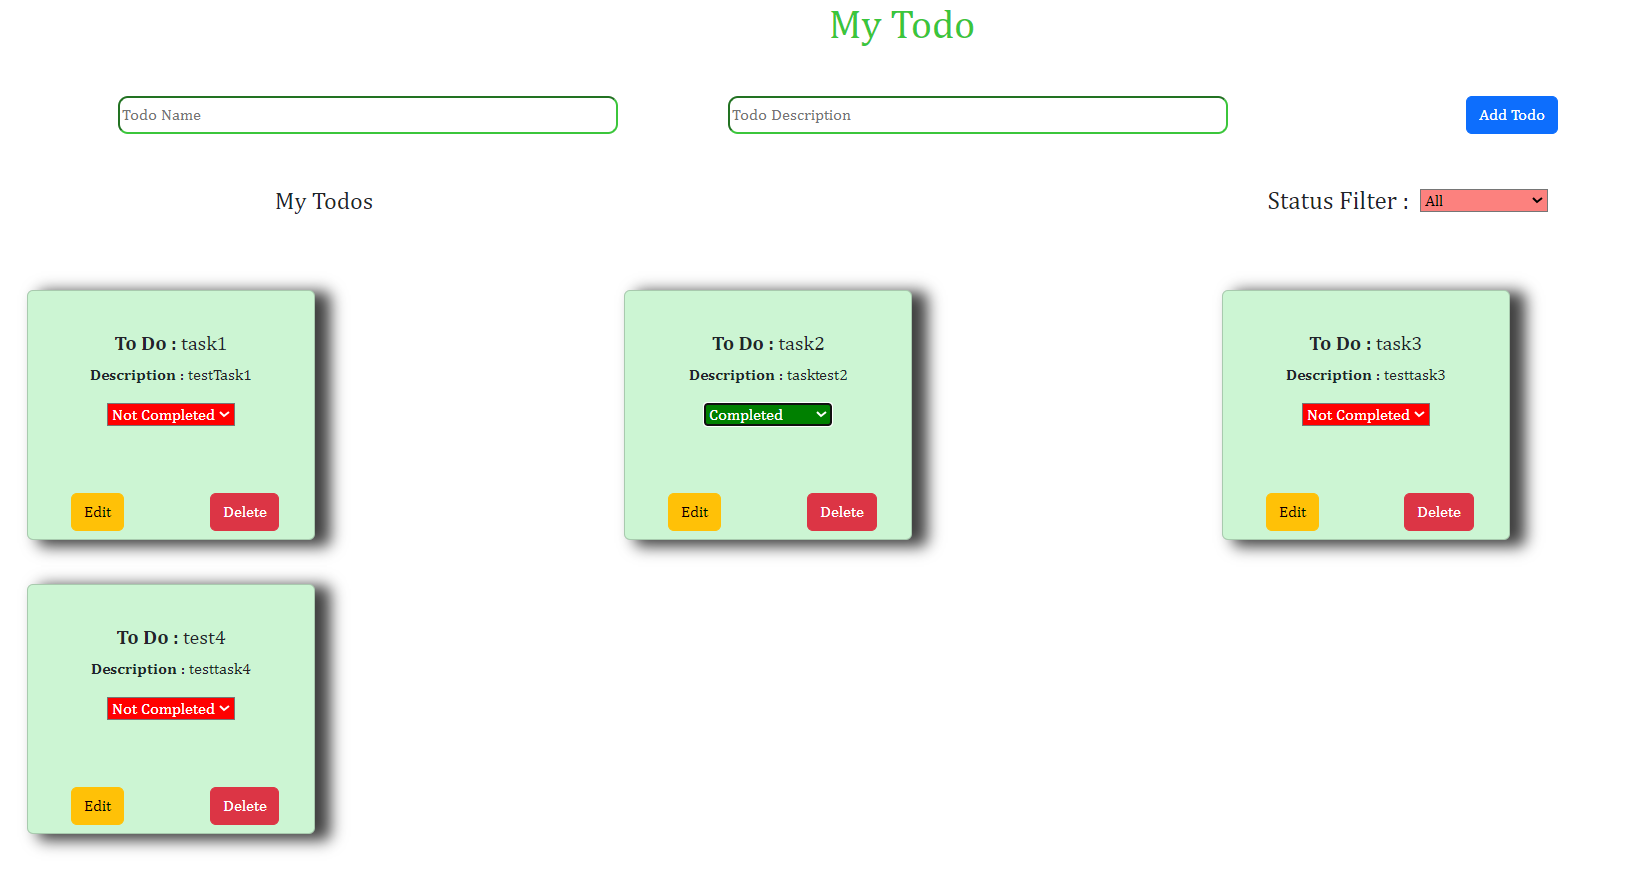 My Todo
Todo Name Todo Description Add Todo
My Todos Status Filter : All
To Do : task1
Description : testTask1
Not Completed
Edit Delete
To Do : task2
Description : tasktest2
Completed
Edit Delete
To Do : task3
Description : testtask3
Not Completed
Edit Delete
To Do : test4
Description : testtask4
Not Completed
Edit Delete